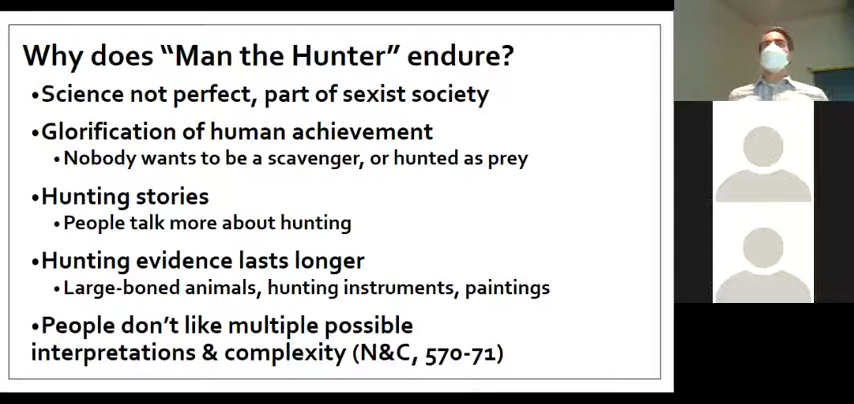 Why does “Man the Hunter” endure?
•Science not perfect, part of sexist society
•Glorification of human achievement
•Nobody wants to be a scavenger, or hunted as prey
•Hunting stories
•People talk more about hunting
•Hunting evidence lasts longer
•Large-boned animals, hunting instruments, paintings
•People don’t like multiple possible
interpretations & complexity (N&C, 570-71)